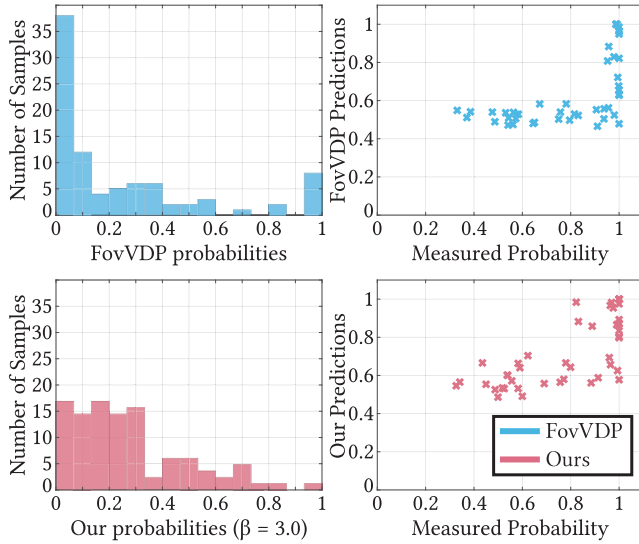 Number of Samples
35
30
25
20
15
10
5
0
0 0.2 0.4 0.6 0.8 1
FovVDP probabilities
FovVDP Predictions
1
0.8
0.6
0.4
0.2
0
0 0.2 0.4 0.6 0.8 1
Measured Probability
Number of Samples
35
30
25
20
15
10
5
0
0 0.2 0.4 0.6 0.8 1
Our probabilities (β = 3.0)
Our Predictions
1
0.8
0.6
0.4
0.2
0
FovVDP
Ours
0 0.2 0.4 0.6 0.8 1
Measured Probability